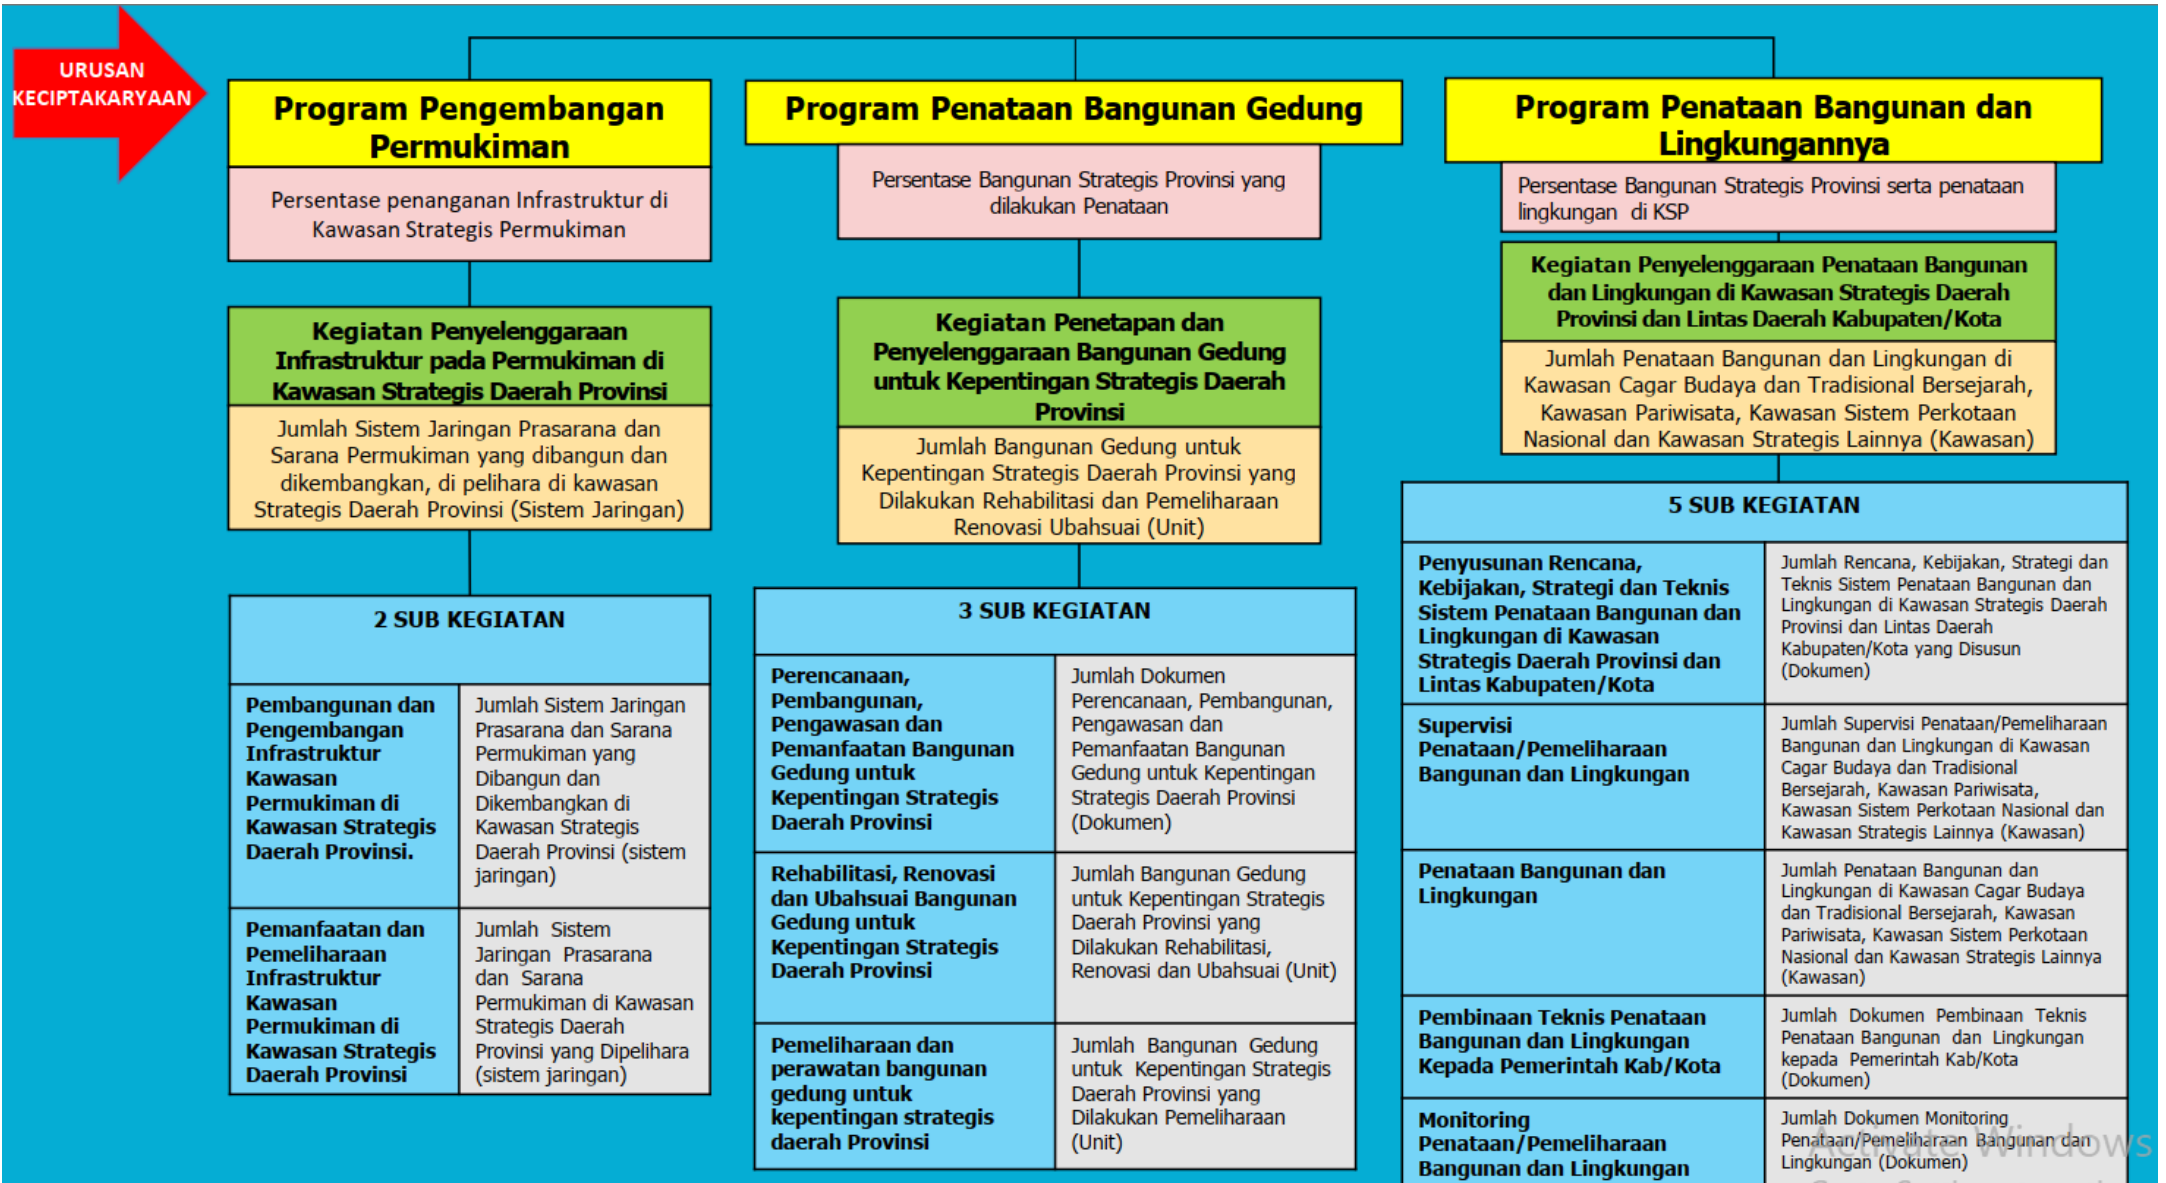 URUSAN
KECIPTAKARYAAN
Program Pengembangan
Permukiman
Persentase penanganan Infrastruktur di
Kawasan Strategis Permukiman
Kegiatan Penyelenggaraan
Infrastruktur pada Permukiman di
Kawasan Strategis Daerah Provinsi
Jumlah Sistem Jaringan Prasarana dan
Sarana Permukiman yang dibangun dan
dikembangkan, di pelihara di kawasan
Strategis Daerah Provinsi (Sistem Jaringan)
2 SUB KEGIATAN
Pembangunan dan
Pengembangan
Infrastruktur
Kawasan
Permukiman di
Kawasan Strategis
Daerah Provinsi.
Jumlah Sistem Jaringan
Prasarana dan Sarana
Permukiman yang
Dibangun dan
Dikembangkan di
Kawasan Strategis
Daerah Provinsi (sistem
jaringan)
Pemanfaatan dan
Pemeliharaan
Infrastruktur
Kawasan
Permukiman di
Kawasan Strategis
Daerah Provinsi
Jumlah Sistem
Jaringan Prasarana
dan Sarana
Permukiman di Kawasan
Strategis Daerah
Provinsi yang Dipelihara
(sistem jaringan)
Program Penataan Bangunan Gedung
Persentase Bangunan Strategis Provinsi yang
dilakukan Penataan
Kegiatan Penetapan dan
Penyelenggaraan Bangunan Gedung
untuk Kepentingan Strategis Daerah
Provinsi
Jumlah Bangunan Gedung untuk
Kepentingan Strategis Daerah Provinsi yang
Dilakukan Rehabilitasi dan Pemeliharaan
Renovasi Ubahsuai (Unit)
3 SUB KEGIATAN
Perencanaan,
Pembangunan,
Pengawasan dan
Pemanfaatan Bangunan
Gedung untuk
Kepentingan Strategis
Daerah Provinsi
Jumlah Dokumen
Perencanaan, Pembangunan,
Pengawasan dan
Pemanfaatan Bangunan
Gedung untuk Kepentingan
Strategis Daerah Provinsi
(Dokumen)
Rehabilitasi, Renovasi
dan Ubahsuai Bangunan
Gedung untuk
Kepentingan Strategis
Daerah Provinsi
Jumlah Bangunan Gedung
untuk Kepentingan Strategis
Daerah Provinsi yang
Dilakukan Rehabilitasi,
Renovasi dan Ubahsuai (Unit)
Pemeliharaan dan
perawatan bangunan
gedung untuk
kepentingan strategis
daerah Provinsi
Jumlah Bangunan Gedung
untuk Kepentingan Strategis
Daerah Provinsi yang
Dilakukan Pemeliharaan
(Unit)
Program Penataan Bangunan dan
Lingkungannya
Persentase Bangunan Strategis Provinsi serta penataan
lingkungan di KSP
Kegiatan Penyelenggaraan Penataan Bangunan
dan Lingkungan di Kawasan Strategis Daerah
Provinsi dan Lintas Daerah Kabupaten/Kota
Jumlah Penataan Bangunan dan Lingkungan di
Kawasan Cagar Budaya dan Tradisional Bersejarah,
Kawasan Pariwisata, Kawasan Sistem Perkotaan
Nasional dan Kawasan Strategis Lainnya (Kawasan)
5 SUB KEGIATAN
Penyusunan Rencana,
Kebijakan, Strategi dan Teknis
Sistem Penataan Bangunan dan
Lingkungan di Kawasan
Strategis Daerah Provinsi dan
Lintas Kabupaten/Kota
Jumlah Rencana, Kebijakan, Strategi dan
Teknis Sistem Penataan Bangunan dan
Lingkungan di Kawasan Strategis Daerah
Provinsi dan Lintas Daerah
Kabupaten/Kota yang Disusun
(Dokumen)
Supervisi
Penataan/Pemeliharaan
Bangunan dan Lingkungan
Jumlah Supervisi Penataan/Pemeliharaan
Bangunan dan Lingkungan di Kawasan
Cagar Budaya dan Tradisional
Bersejarah, Kawasan Pariwisata,
Kawasan Sistem Perkotaan Nasional dan
Kawasan Strategis Lainnya (Kawasan)
Penataan Bangunan dan
Lingkungan
Jumlah Penataan Bangunan dan
Lingkungan di Kawasan Cagar Budaya
dan Tradisional Bersejarah, Kawasan
Pariwisata, Kawasan Sistem Perkotaan
Nasional dan Kawasan Strategis Lainnya
(Kawasan)
Pembinaan Teknis Penataan
Bangunan dan Lingkungan
Kepada Pemerintah Kab/Kota
Jumlah Dokumen Pembinaan Teknis
Penataan Bangunan dan Lingkungan
kepada Pemerintah Kab/Kota
(Dokumen)
Monitoring
Penataan/Pemeliharaan
Bangunan dan Lingkungan
Jumlah Dokumen Monitoring
Penataan/Pemeliharaan Bangunan dan
Lingkungan (Dokumen)
Activate Windows